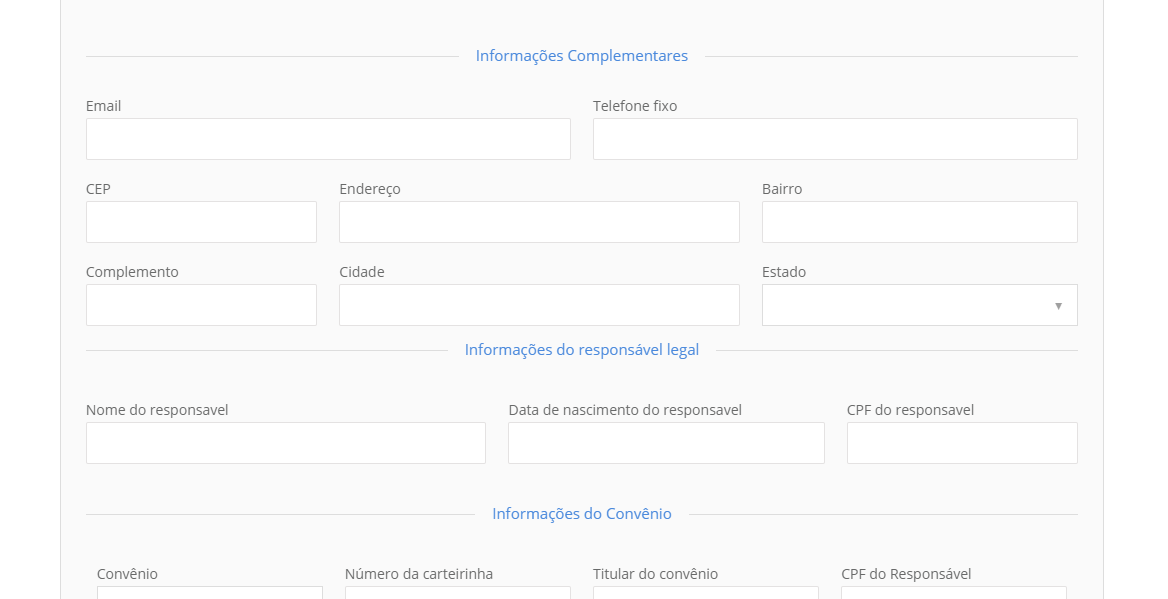 Informações Complementares
Email Telefone fixo
CEP Endereço Bairro
Complemento Cidade Estado
Informações do responsável legal
Nome do responsavel Data de nascimento do responsavel CPF do responsavel
Informações do Convênio
Convênio Número da carteirinha Titular do convênio CPF do Responsável